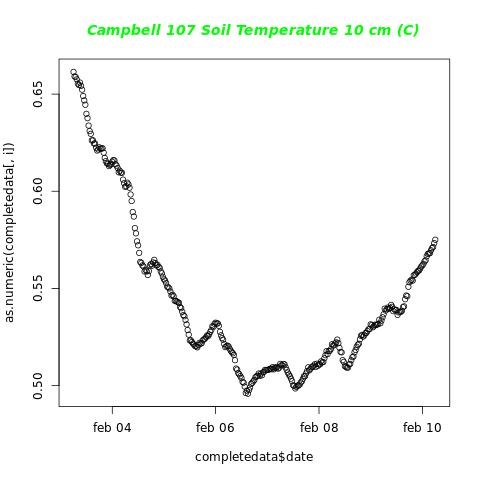 Campbell 107 Soil Temperature 10 cm (C)
as.numeric(completedata[, i])
0.65
0.60
0.55
0.50
feb 04 feb 06 feb 08 feb 10
completedata$date